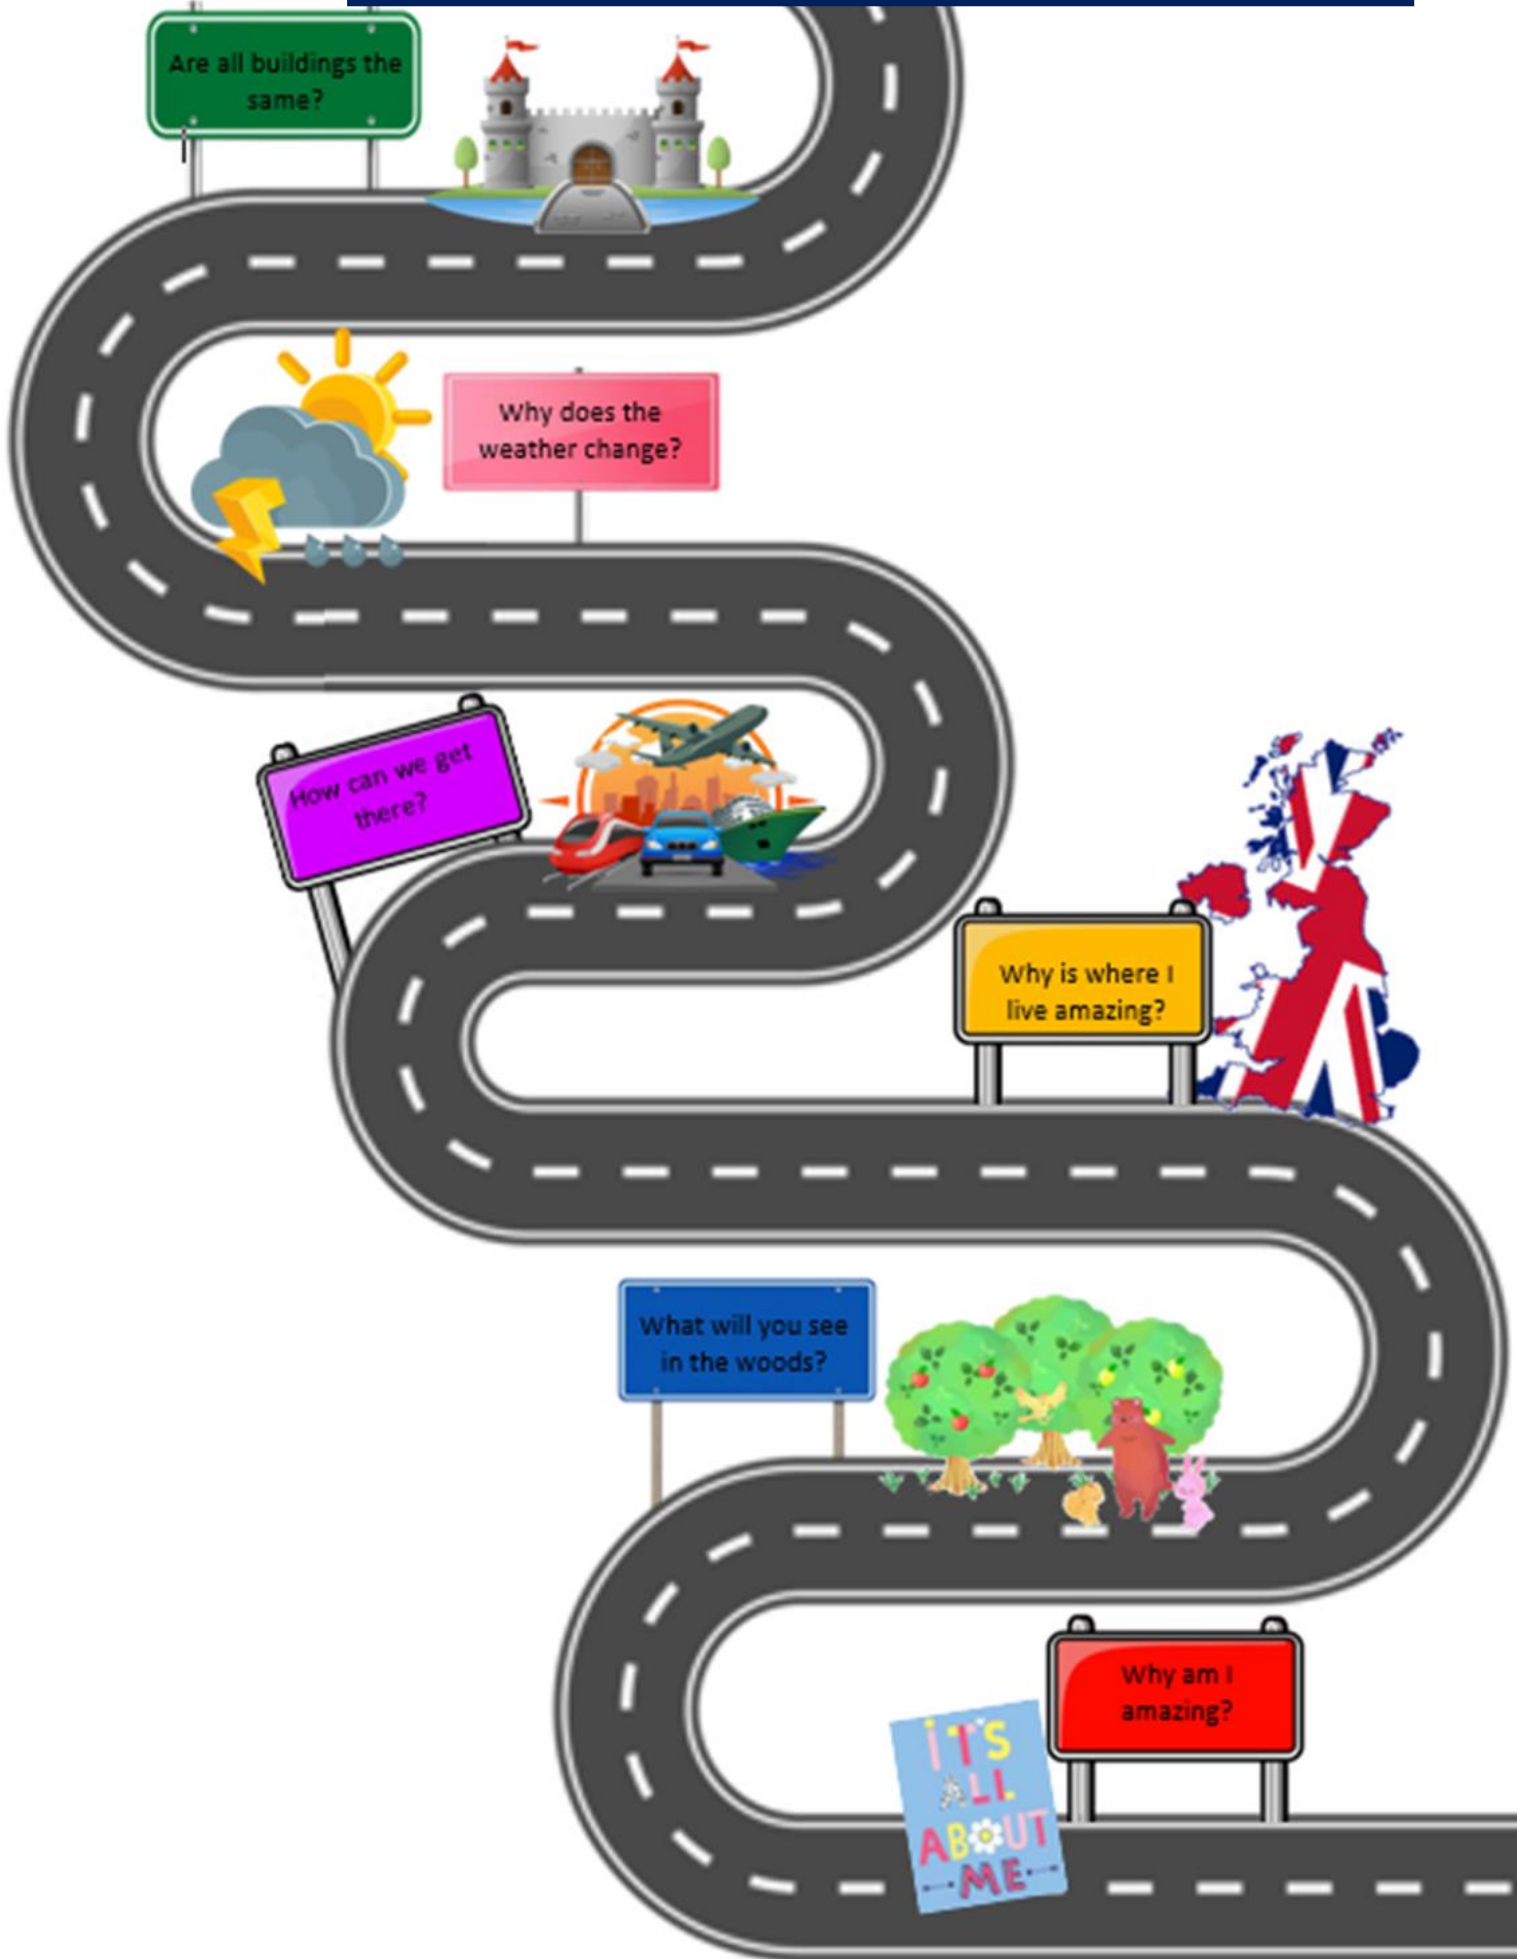 Are all buildings the
same?
Why does the
weather change?
How can we get
there?
Why is where I
live amazing?
What will you see
in the woods?
Why am I
amazing?
IT'S
ALL
ABOUT
ME